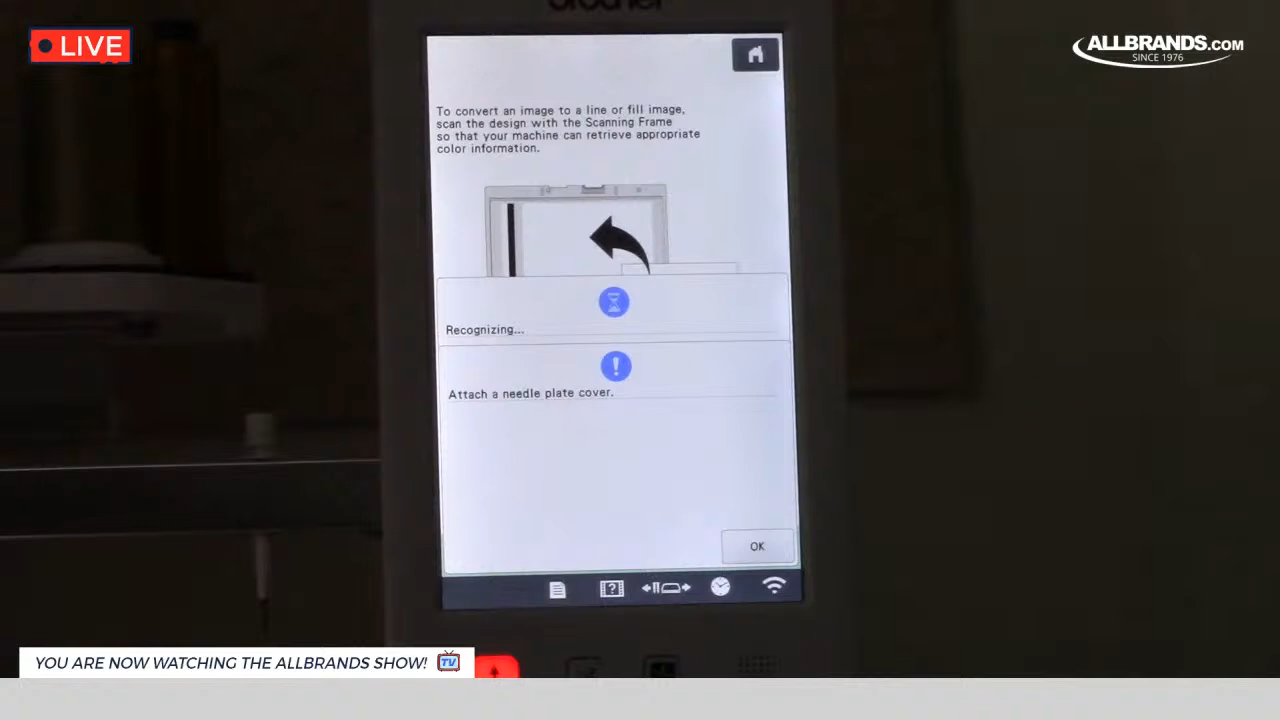 brother
LIVE
ALLBRANDS.COM
SINCE 1976
To convert an image to a line or fill image,
scan the design with the Scanning Frame
so that your machine can retrieve appropriate
color information.
Recognizing...
Attach a needle plate cover.
OK
YOU ARE NOW WATCHING THE ALLBRANDS SHOW!
TV